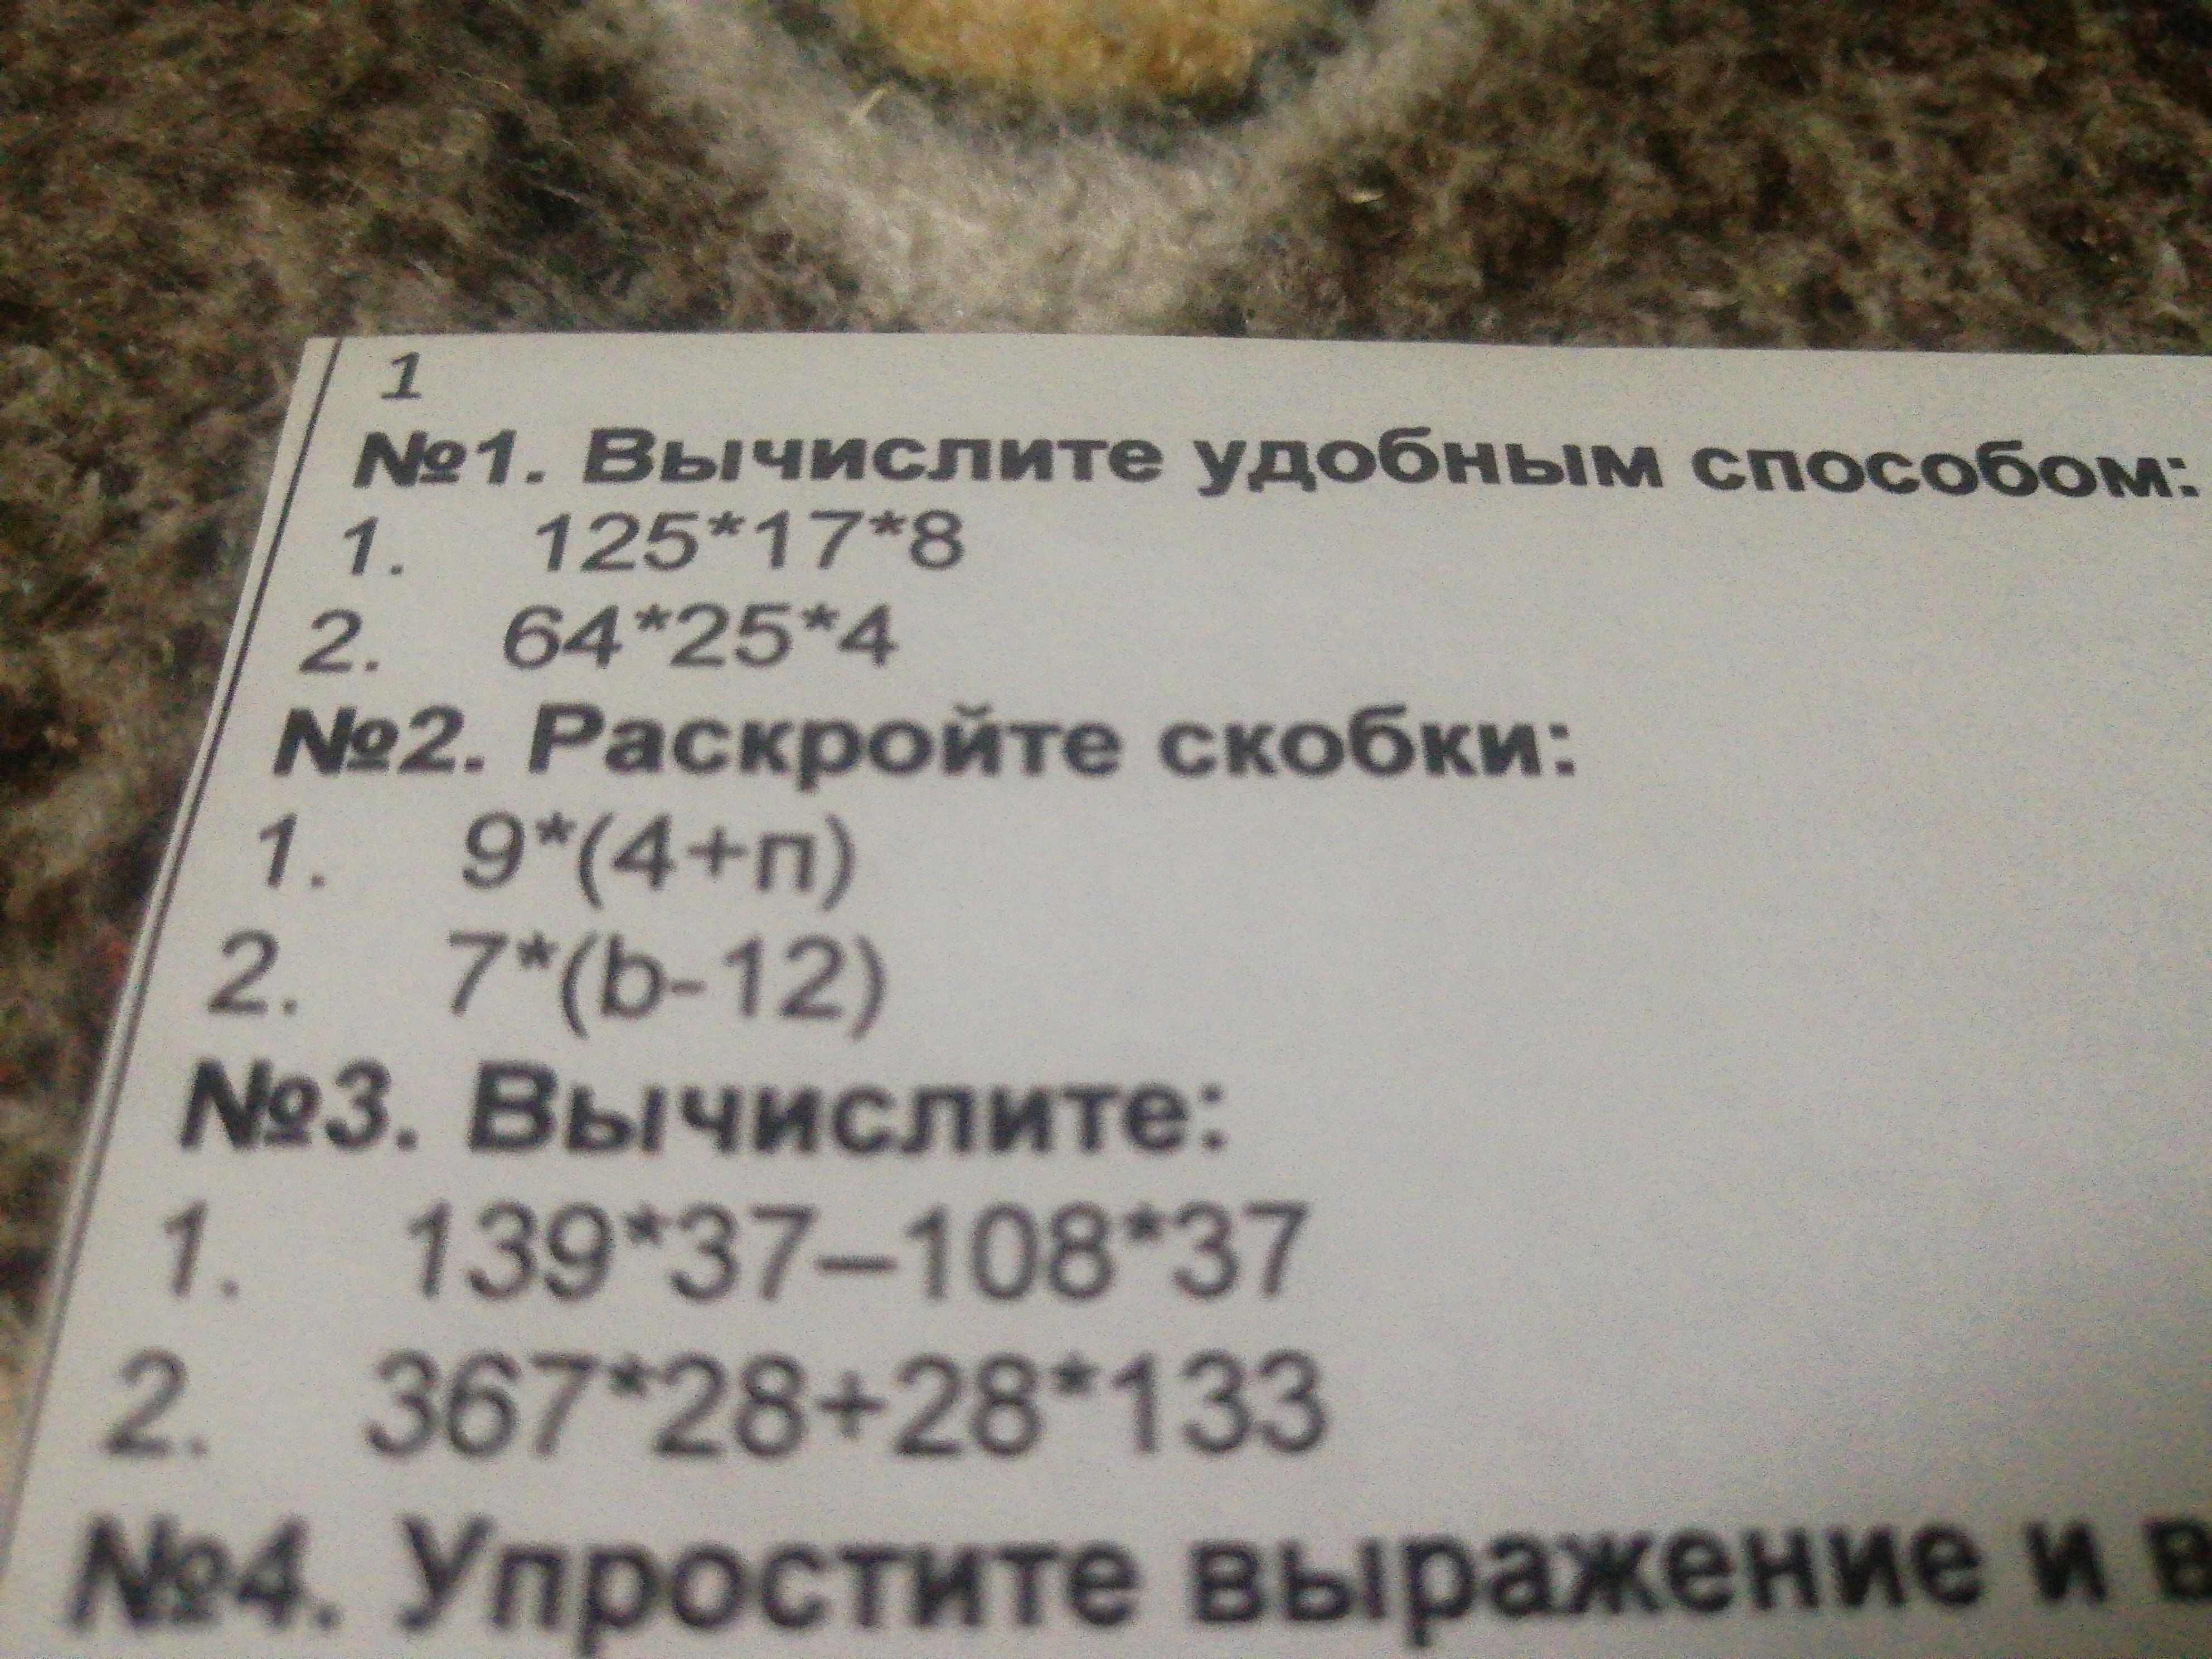 1
№1. Вычислите удобным способом:
1. 125*17*8
2. 64*25*4
№2. Раскройте скобки:
1. 9*(4+п)
2. 7*(b-12)
№3. Вычислите:
1. 139*37–108*37
2. 367*28+28*133
№4. Упростите выражение и в